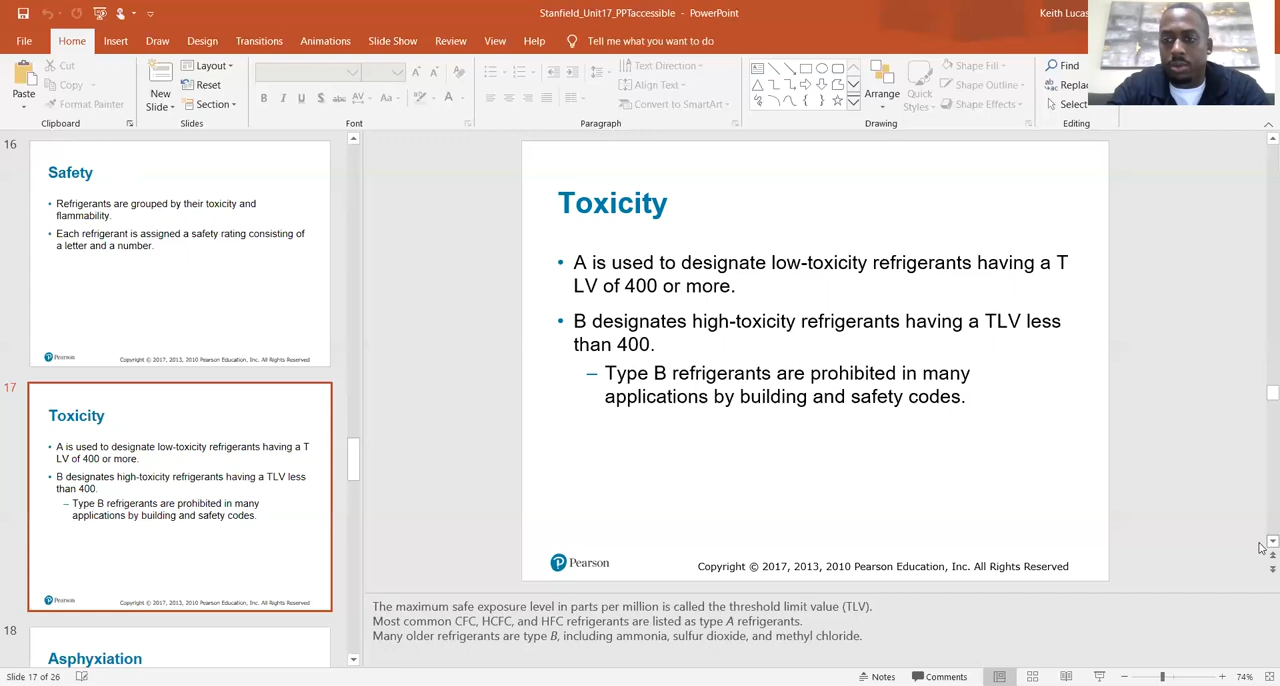 Stanfield_Unit17_PPTaccessible - PowerPoint
Keith Lucas
File Home Insert Draw Design Transitions Animations Slide Show Review View Help Tell me what you want to do
Paste
Cut
Copy
Format Painter
Clipboard
New
Slide
Layout
Reset
Section
Slides
B I U S abc AV Aa A
Font
Text Direction
Align Text
Convert to SmartArt
Paragraph
Arrange
Quick
Styles
Shape Fill
Shape Outline
Shape Effects
Drawing
Find
Replac
Select
Editing
16
Safety
• Refrigerants are grouped by their toxicity and
flammability.
• Each refrigerant is assigned a safety rating consisting of
a letter and a number.
Pearson
Copyright © 2017, 2013, 2010 Pearson Education, Inc. All Rights Reserved
17
Toxicity
• A is used to designate low-toxicity refrigerants having a T
LV of 400 or more.
• B designates high-toxicity refrigerants having a TLV less
than 400.
– Type B refrigerants are prohibited in many
applications by building and safety codes.
Pearson
Copyright © 2017, 2013, 2010 Pearson Education, Inc. All Rights Reserved
18
Asphyxiation
Toxicity
• A is used to designate low-toxicity refrigerants having a T
LV of 400 or more.
• B designates high-toxicity refrigerants having a TLV less
than 400.
– Type B refrigerants are prohibited in many
applications by building and safety codes.
Pearson
Copyright © 2017, 2013, 2010 Pearson Education, Inc. All Rights Reserved
The maximum safe exposure level in parts per million is called the threshold limit value (TLV).
Most common CFC, HCFC, and HFC refrigerants are listed as type A refrigerants.
Many older refrigerants are type B, including ammonia, sulfur dioxide, and methyl chloride.
Slide 17 of 26
Notes
Comments
74%